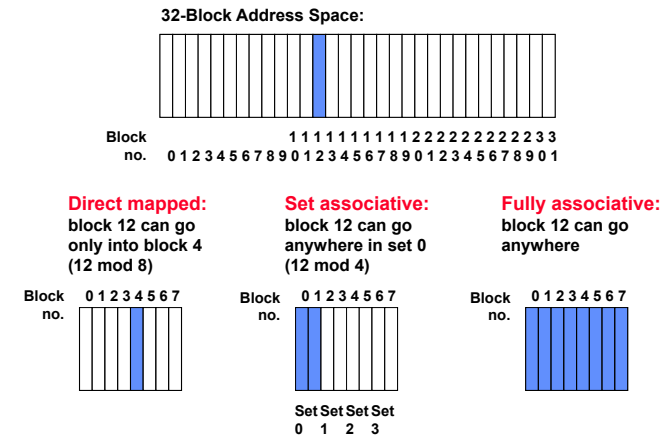 32-Block Address Space:
Block 1 1 1 1 1 1 1 1 1 1 2 2 2 2 2 2 2 2 2 2 3 3
no. 0 1 2 3 4 5 6 7 8 9 0 1 2 3 4 5 6 7 8 9 0 1 2 3 4 5 6 7 8 9 0 1
Direct mapped:
block 12 can go
only into block 4
(12 mod 8)
Block 0 1 2 3 4 5 6 7
no.
Set associative:
block 12 can go
anywhere in set 0
(12 mod 4)
Block 0 1 2 3 4 5 6 7
no.
Set Set Set Set
0 1 2 3
Fully associative:
block 12 can go
anywhere
Block 0 1 2 3 4 5 6 7
no.